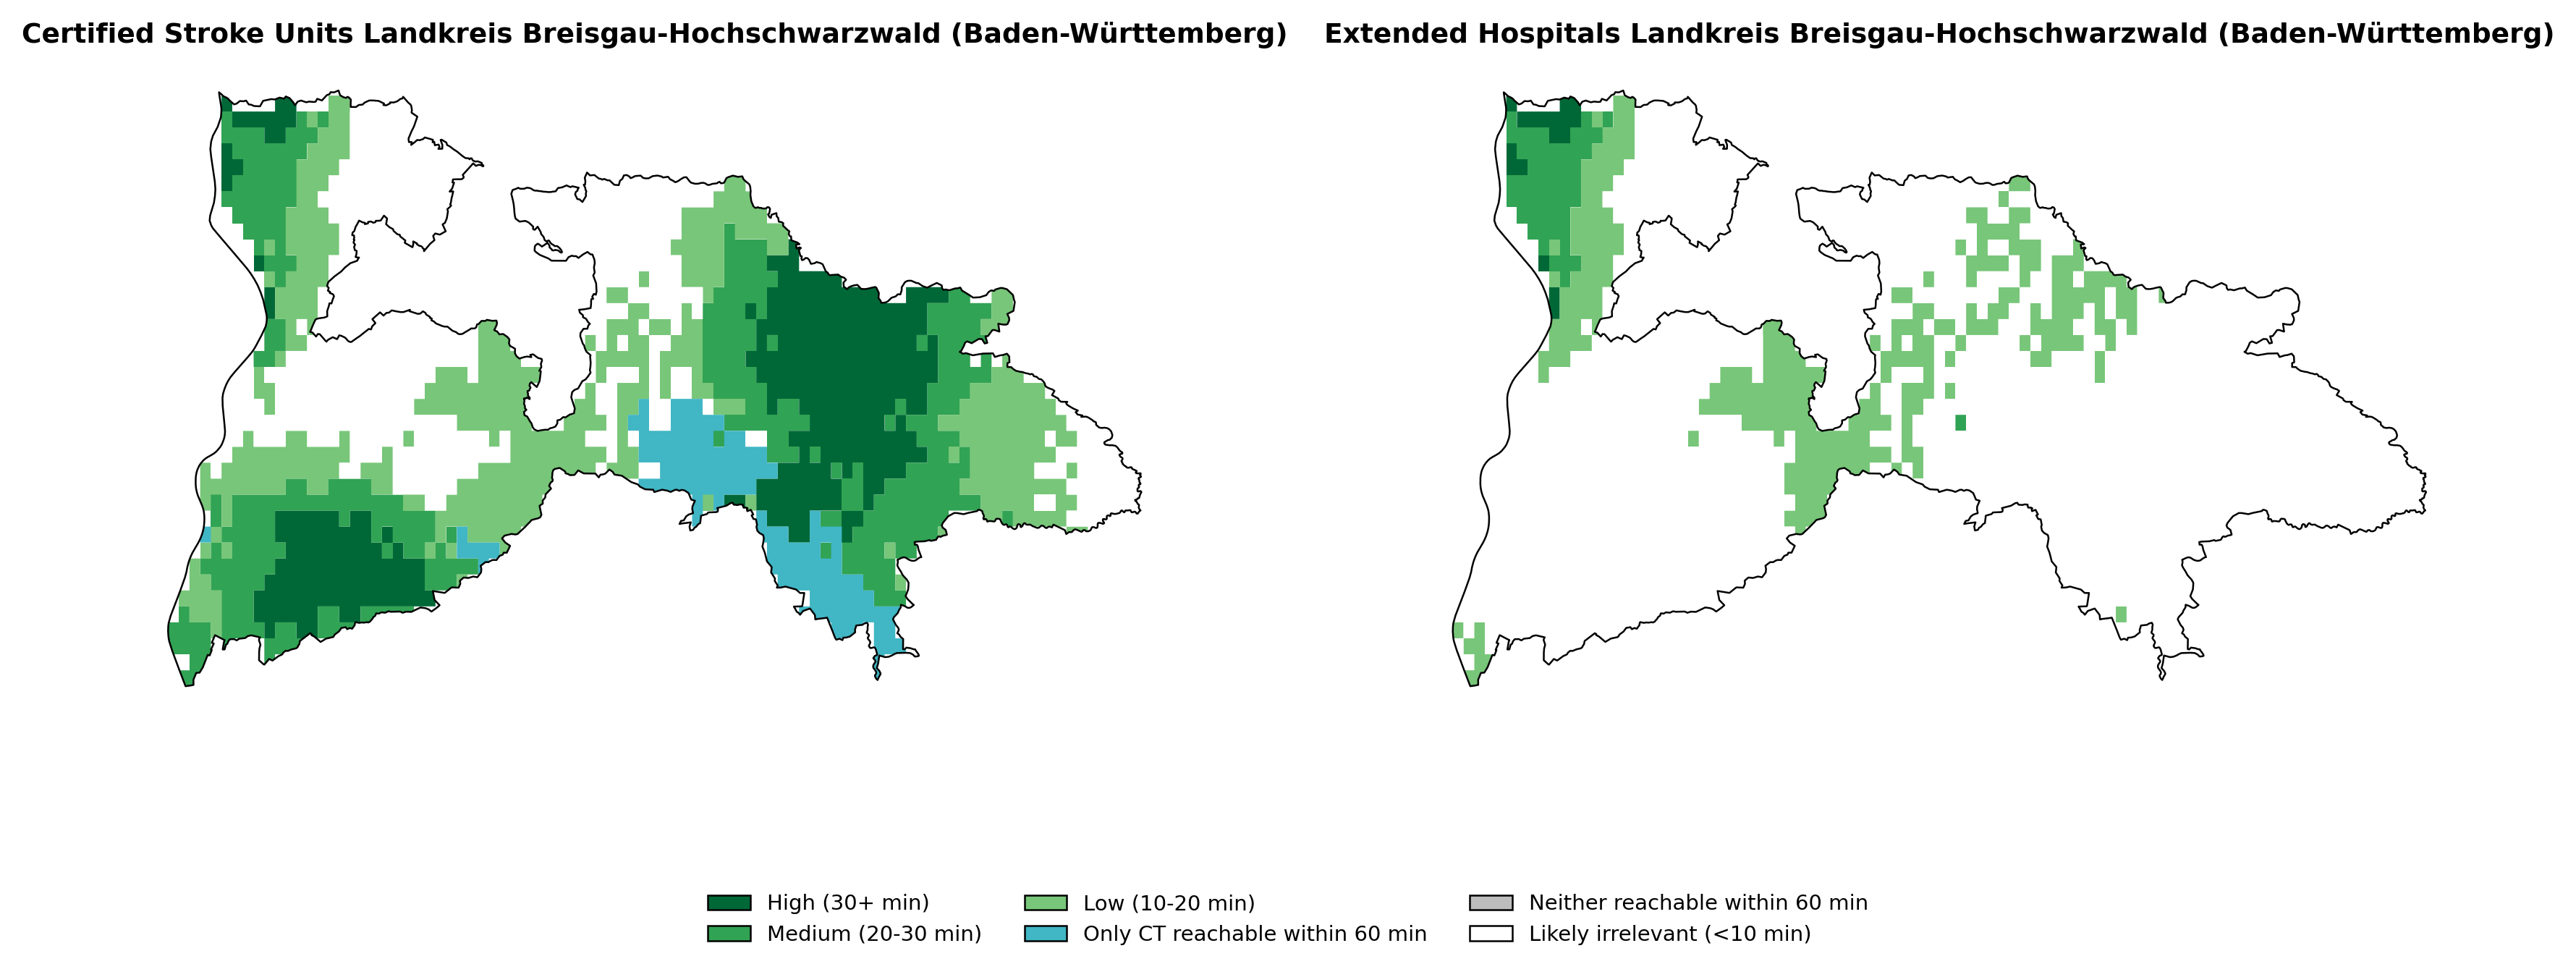 Certified Stroke Units Landkreis Breisgau-Hochschwarzwald (Baden-Württemberg)
Extended Hospitals Landkreis Breisgau-Hochschwarzwald (Baden-Württemberg)
High (30+ min)
Medium (20-30 min)
Low (10-20 min)
Only CT reachable within 60 min
Neither reachable within 60 min
Likely irrelevant (<10 min)